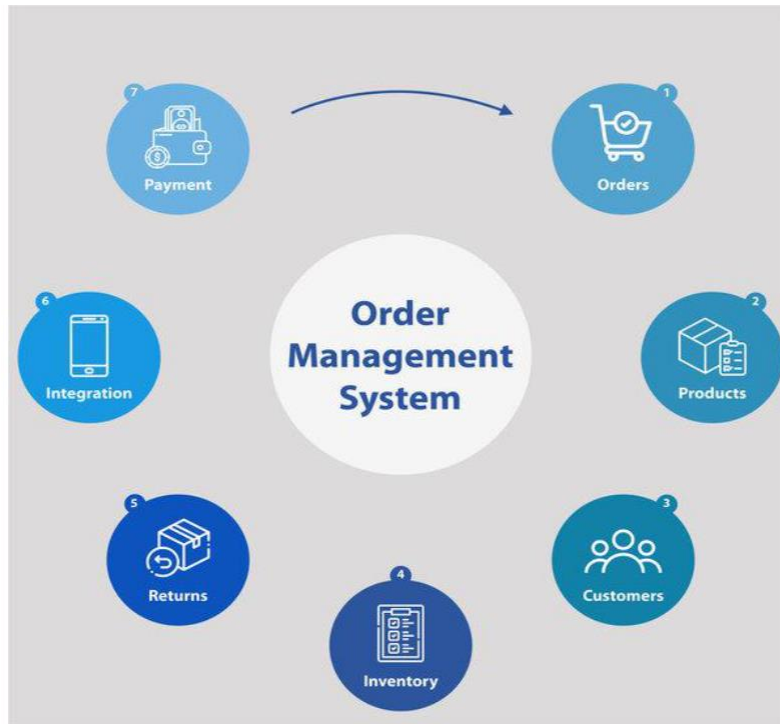 Order
Management
System
1
Orders
2
Products
3
Customers
4
Inventory
5
Returns
6
Integration
7
Payment